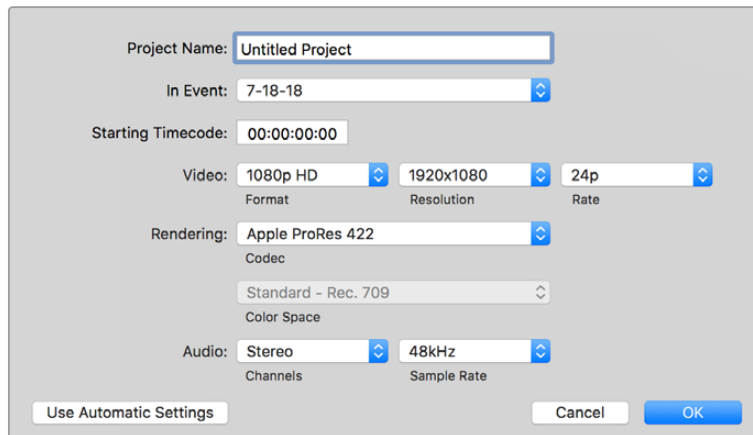 Project Name: Untitled Project
In Event: 7-18-18
Starting Timecode: 00:00:00:00
Video: 1080p HD 1920x1080 24p
Format Resolution Rate
Rendering: Apple ProRes 422
Codec
Standard - Rec. 709
Color Space
Audio: Stereo 48kHz
Channels Sample Rate
Use Automatic Settings Cancel OK